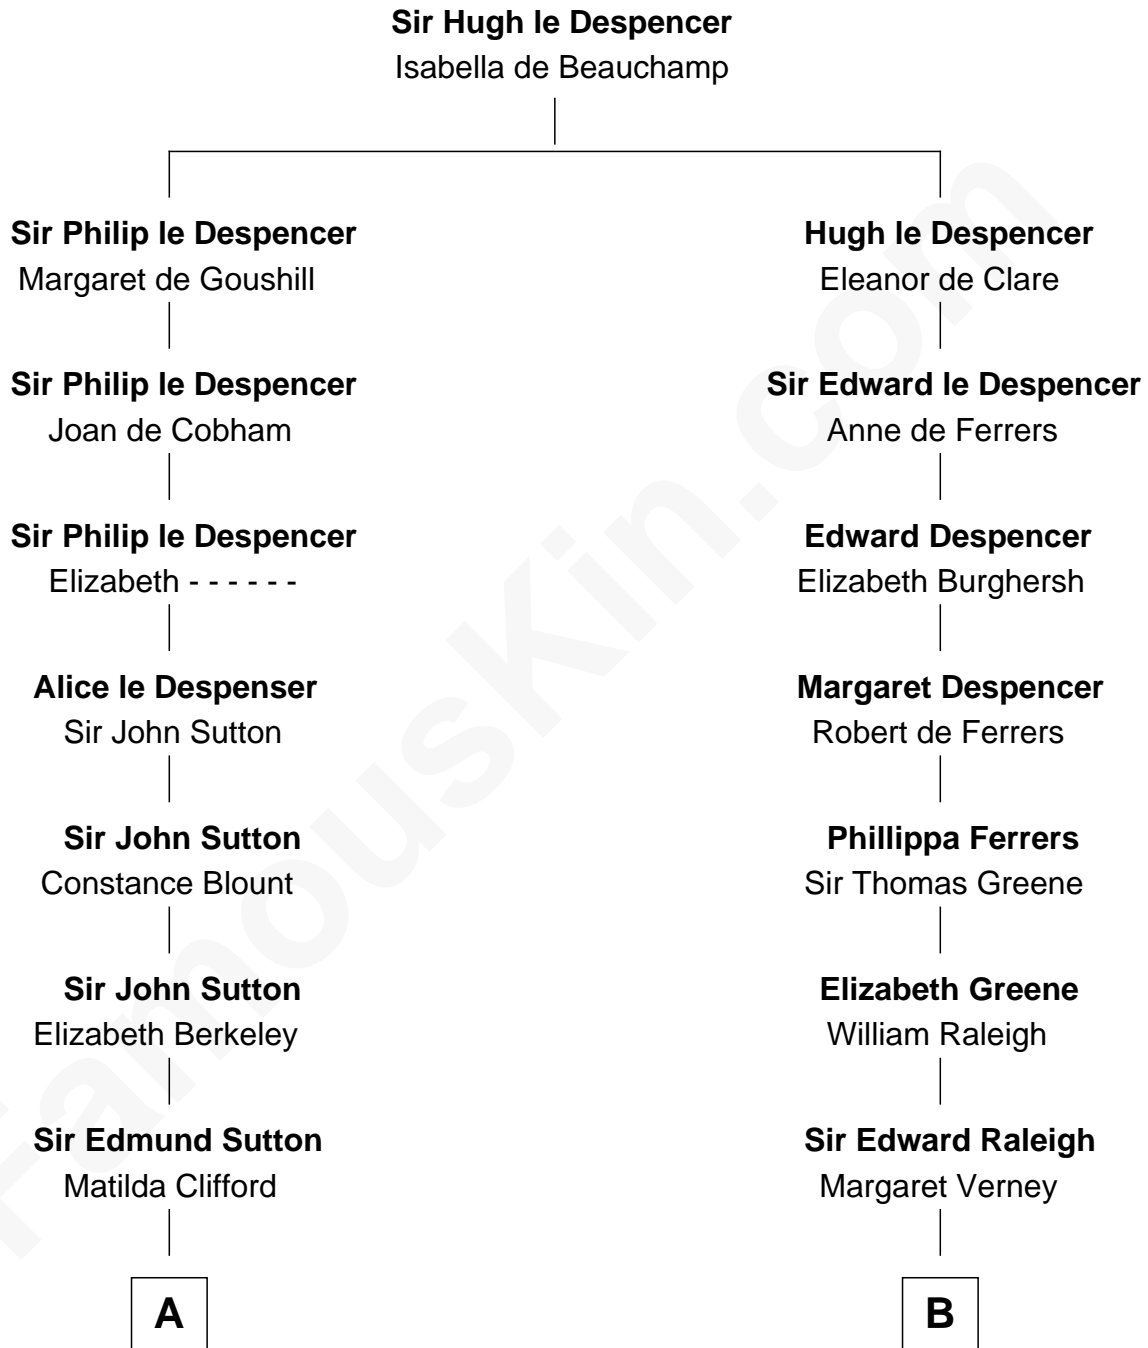 Sir Hugh le Despencer
Isabella de Beauchamp
Sir Philip le Despencer
Margaret de Goushill
Hugh le Despencer
Eleanor de Clare
Sir Philip le Despencer
Joan de Cobham
Sir Edward le Despencer
Anne de Ferrers
Sir Philip le Despencer
Elizabeth - - - - - -
Edward Despencer
Elizabeth Burghersh
Alice le Despenser
Sir John Sutton
Margaret Despencer
Robert de Ferrers
Sir John Sutton
Constance Blount
Phillippa Ferrers
Sir Thomas Greene
Sir John Sutton
Elizabeth Berkeley
Elizabeth Greene
William Raleigh
Sir Edmund Sutton
Matilda Clifford
Sir Edward Raleigh
Margaret Verney
A
B
FamousKin.com